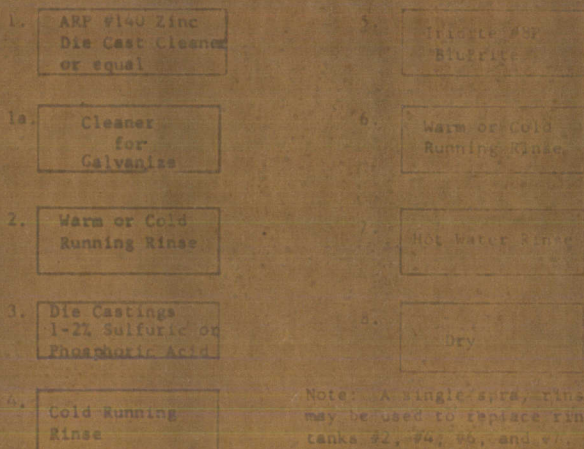 1.
ARP #140 Zinc
Die Cast Cleaner
or equal
1a.
Cleaner
for
Galvanize
2.
Warm or Cold
Running Rinse
3.
Die Castings
1-2% Sulfuric or
Phosphoric Acid
4.
Cold Running
Rinse
5.
Iridite
6.
Warm or Cold
Running Rinse
7.
Hot Water Rinse
8.
Dry
Note: A single spray rins
may be used to replace rin
tanks #2, #4, #6, and #7.